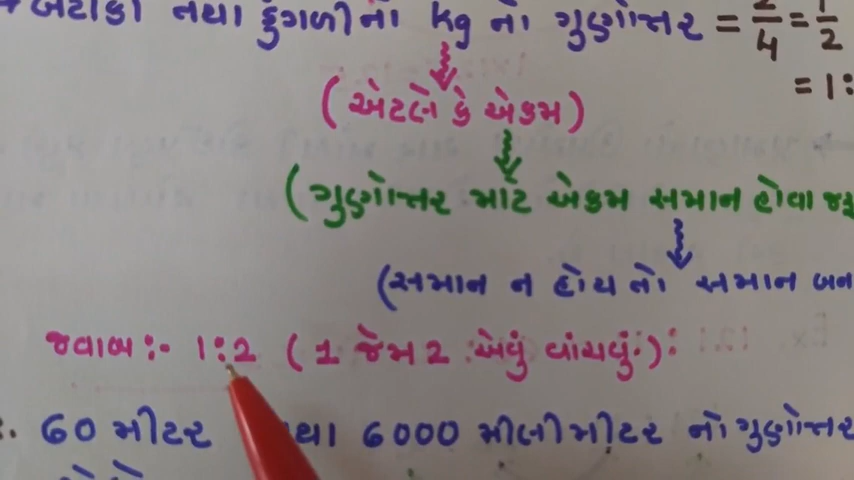 બટાકા તથા ડુંગળીનો kg નો ગુણોત્તર = 2/4 = 1/2
= 1:
(એટલે કે એકમ)
(ગુણોત્તર માટે એકમ સમાન હોવા
(સમાન ન હોય તો સમાન
જવાબ:- 1:2 (1 જેમ 2 એવું વાંચવું.)
60 મીટર તથા 6000 મીલીમીટર નો ગુણોત્તર